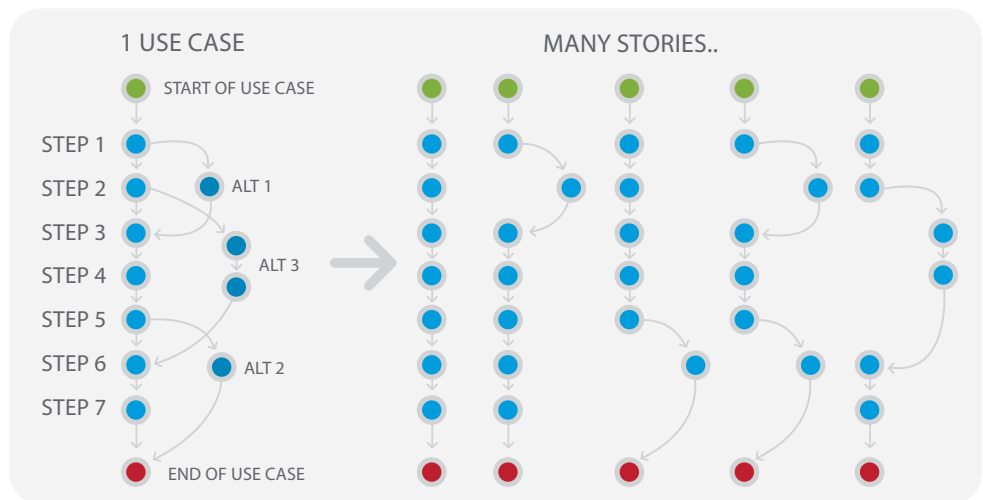 1 USE CASE
MANY STORIES..
START OF USE CASE
STEP 1
STEP 2
ALT 1
STEP 3
ALT 3
STEP 4
STEP 5
STEP 6
ALT 2
STEP 7
END OF USE CASE